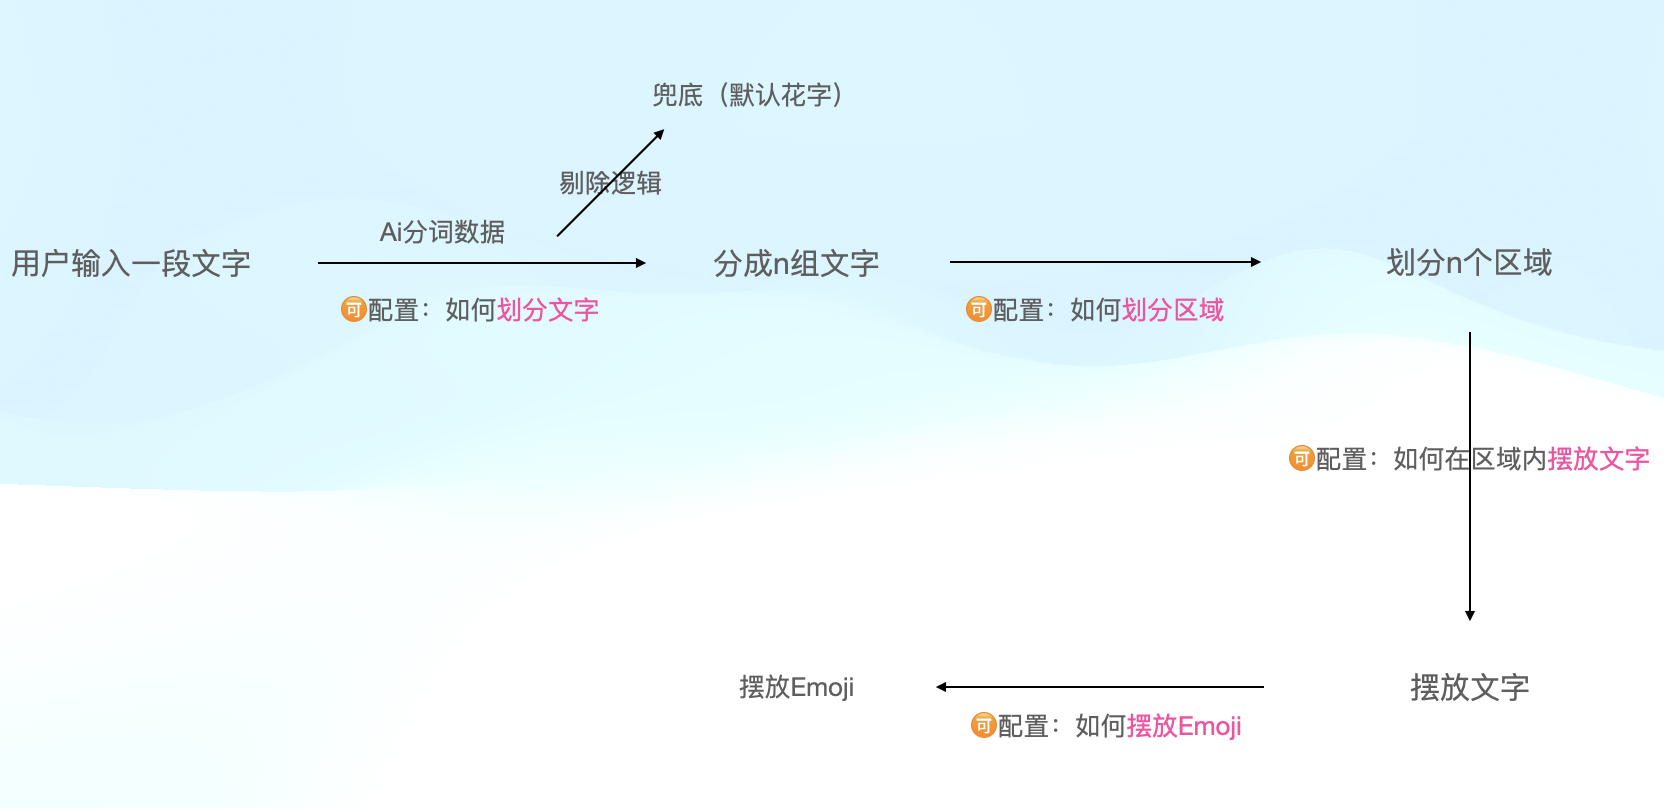 兜底（默认花字）
剔除逻辑
Ai分词数据
用户输入一段文字
分成n组文字
划分n个区域
🉑配置：如何划分文字
🉑配置：如何划分区域
🉑配置：如何在区域内摆放文字
摆放Emoji
摆放文字
🉑配置：如何摆放Emoji